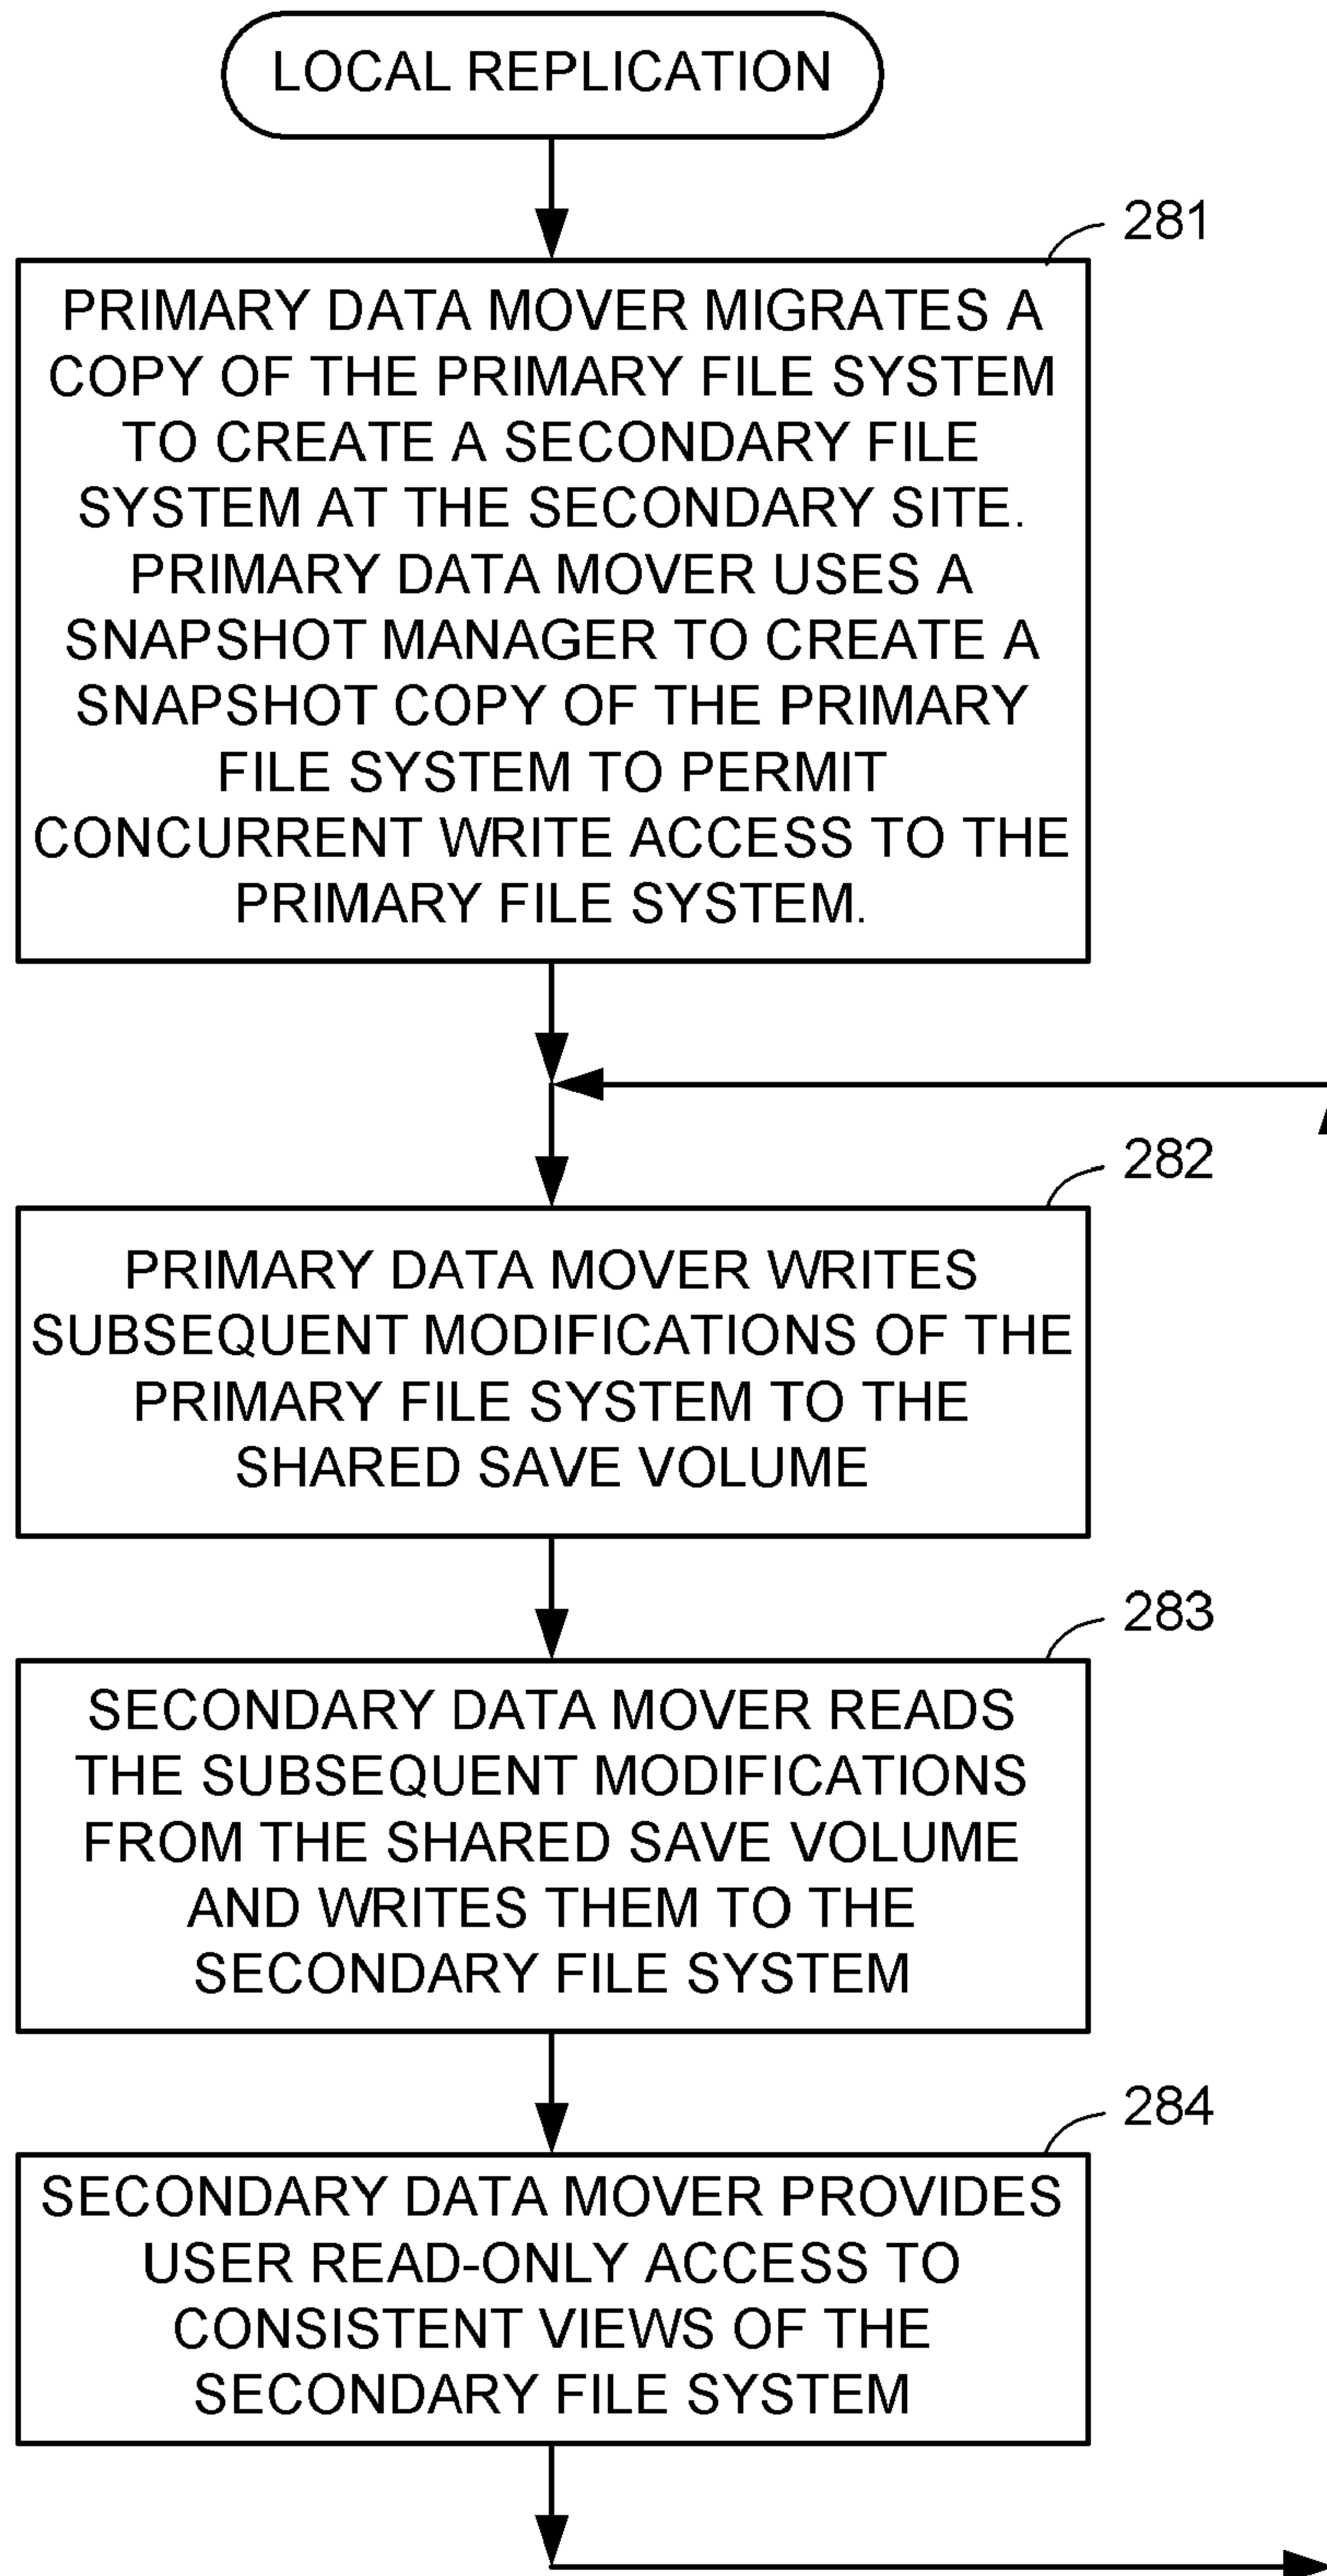 LOCAL REPLICATION
281
PRIMARY DATA MOVER MIGRATES A
COPY OF THE PRIMARY FILE SYSTEM
TO CREATE A SECONDARY FILE
SYSTEM AT THE SECONDARY SITE.
PRIMARY DATA MOVER USES A
SNAPSHOT MANAGER TO CREATE A
SNAPSHOT COPY OF THE PRIMARY
FILE SYSTEM TO PERMIT
CONCURRENT WRITE ACCESS TO THE
PRIMARY FILE SYSTEM.
282
PRIMARY DATA MOVER WRITES
SUBSEQUENT MODIFICATIONS OF THE
PRIMARY FILE SYSTEM TO THE
SHARED SAVE VOLUME
283
SECONDARY DATA MOVER READS
THE SUBSEQUENT MODIFICATIONS
FROM THE SHARED SAVE VOLUME
AND WRITES THEM TO THE
SECONDARY FILE SYSTEM
284
SECONDARY DATA MOVER PROVIDES
USER READ-ONLY ACCESS TO
CONSISTENT VIEWS OF THE
SECONDARY FILE SYSTEM